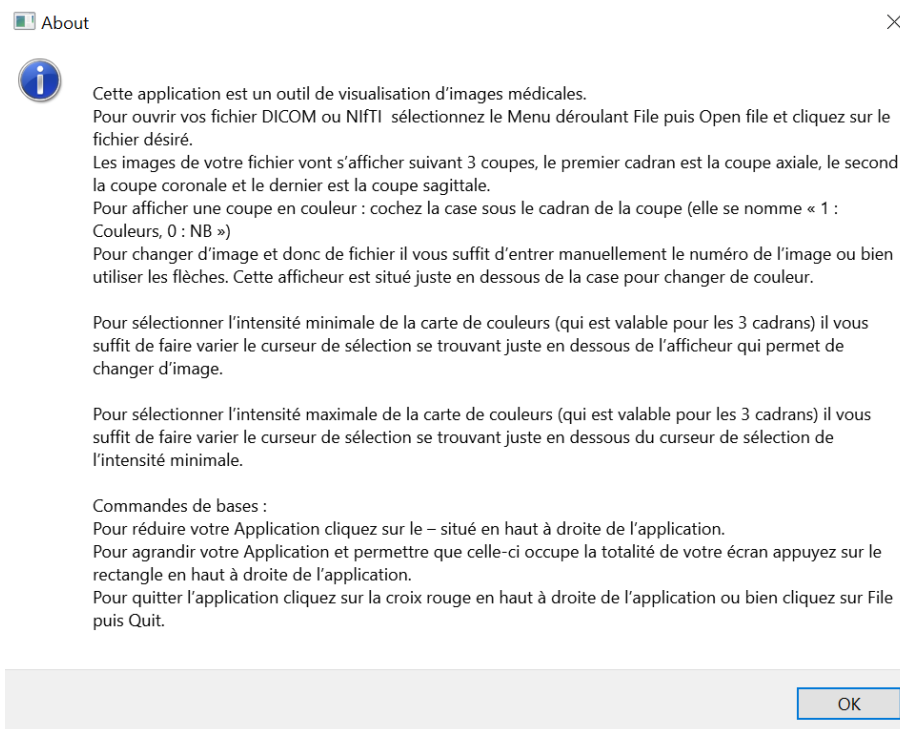 About
Cette application est un outil de visualisation d’images médicales.
Pour ouvrir vos fichier DICOM ou NIfTI  sélectionnez le Menu déroulant File puis Open file et cliquez sur le
fichier désiré.
Les images de votre fichier vont s’afficher suivant 3 coupes, le premier cadran est la coupe axiale, le second
la coupe coronale et le dernier est la coupe sagittale.
Pour afficher une coupe en couleur : cochez la case sous le cadran de la coupe (elle se nomme « 1 :
Couleurs, 0 : NB »)
Pour changer d’image et donc de fichier il vous suffit d’entrer manuellement le numéro de l’image ou bien
utiliser les flèches. Cette afficheur est situé juste en dessous de la case pour changer de couleur.
Pour sélectionner l’intensité minimale de la carte de couleurs (qui est valable pour les 3 cadrans) il vous
suffit de faire varier le curseur de sélection se trouvant juste en dessous de l’afficheur qui permet de
changer d’image.
Pour sélectionner l’intensité maximale de la carte de couleurs (qui est valable pour les 3 cadrans) il vous
suffit de faire varier le curseur de sélection se trouvant juste en dessous du curseur de sélection de
l’intensité minimale.
Commandes de bases :
Pour réduire votre Application cliquez sur le – situé en haut à droite de l’application.
Pour agrandir votre Application et permettre que celle-ci occupe la totalité de votre écran appuyez sur le
rectangle en haut à droite de l’application.
Pour quitter l’application cliquez sur la croix rouge en haut à droite de l’application ou bien cliquez sur File
puis Quit.
OK